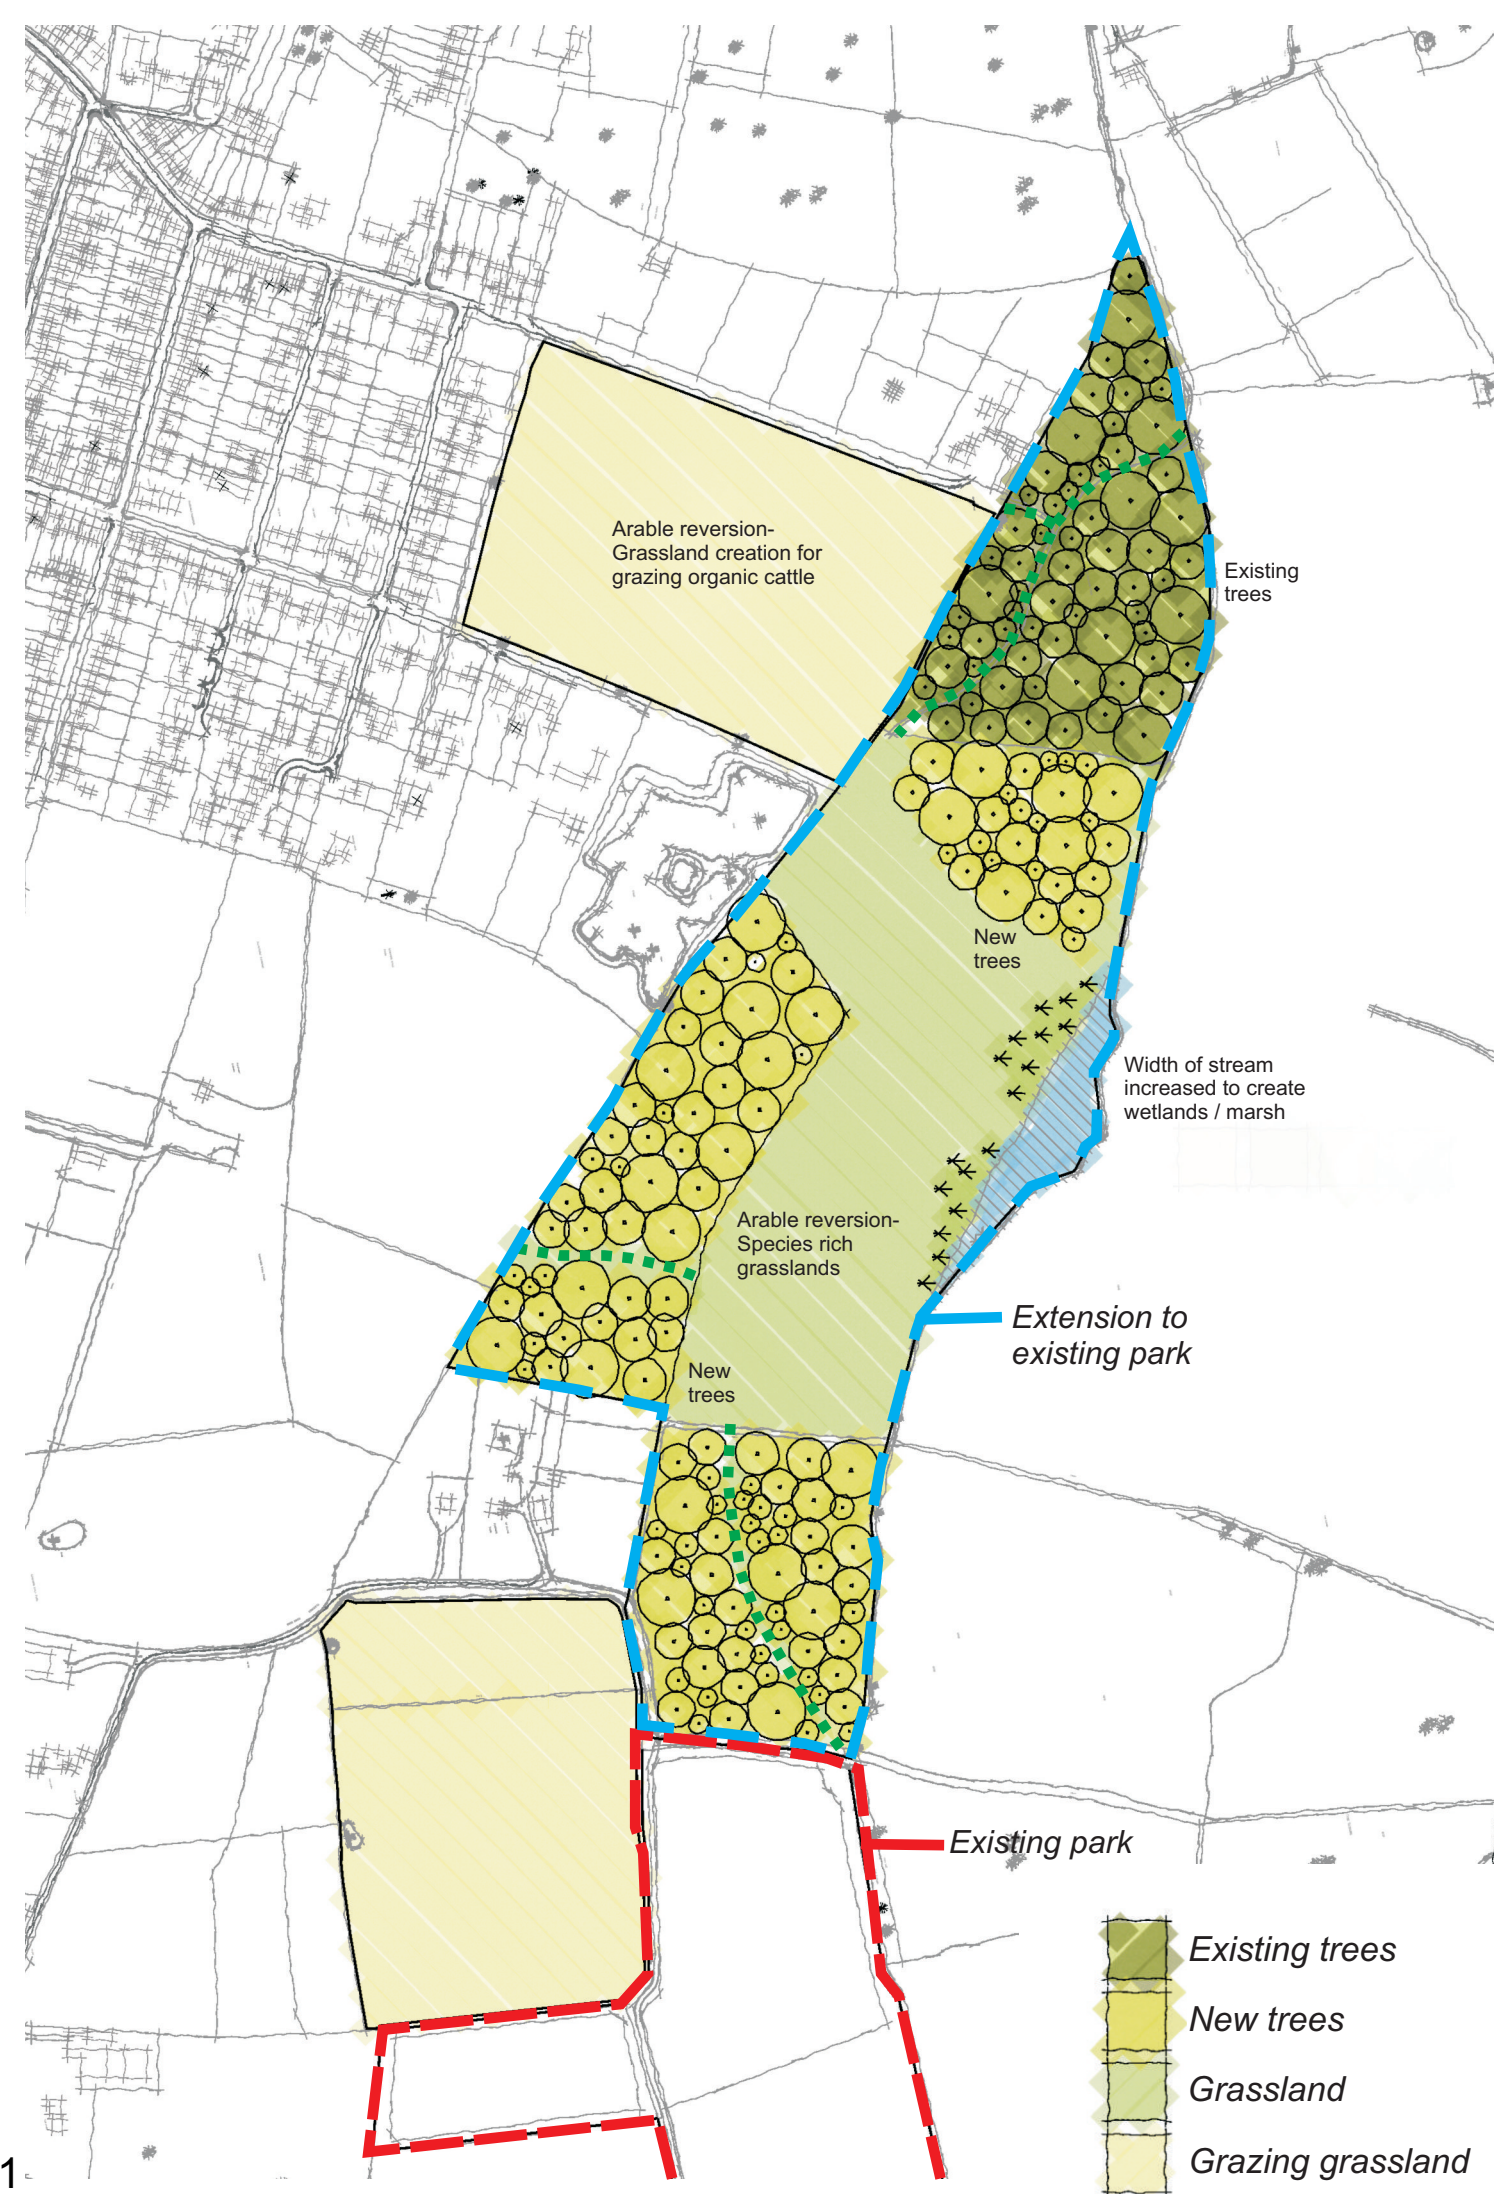 Arable reversion-
Grassland creation for
grazing organic cattle
Existing
trees
New
trees
Width of stream
increased to create
wetlands / marsh
Arable reversion-
Species rich
grasslands
Extension to
existing park
New
trees
Existing park
Existing trees
New trees
Grassland
Grazing grassland
1